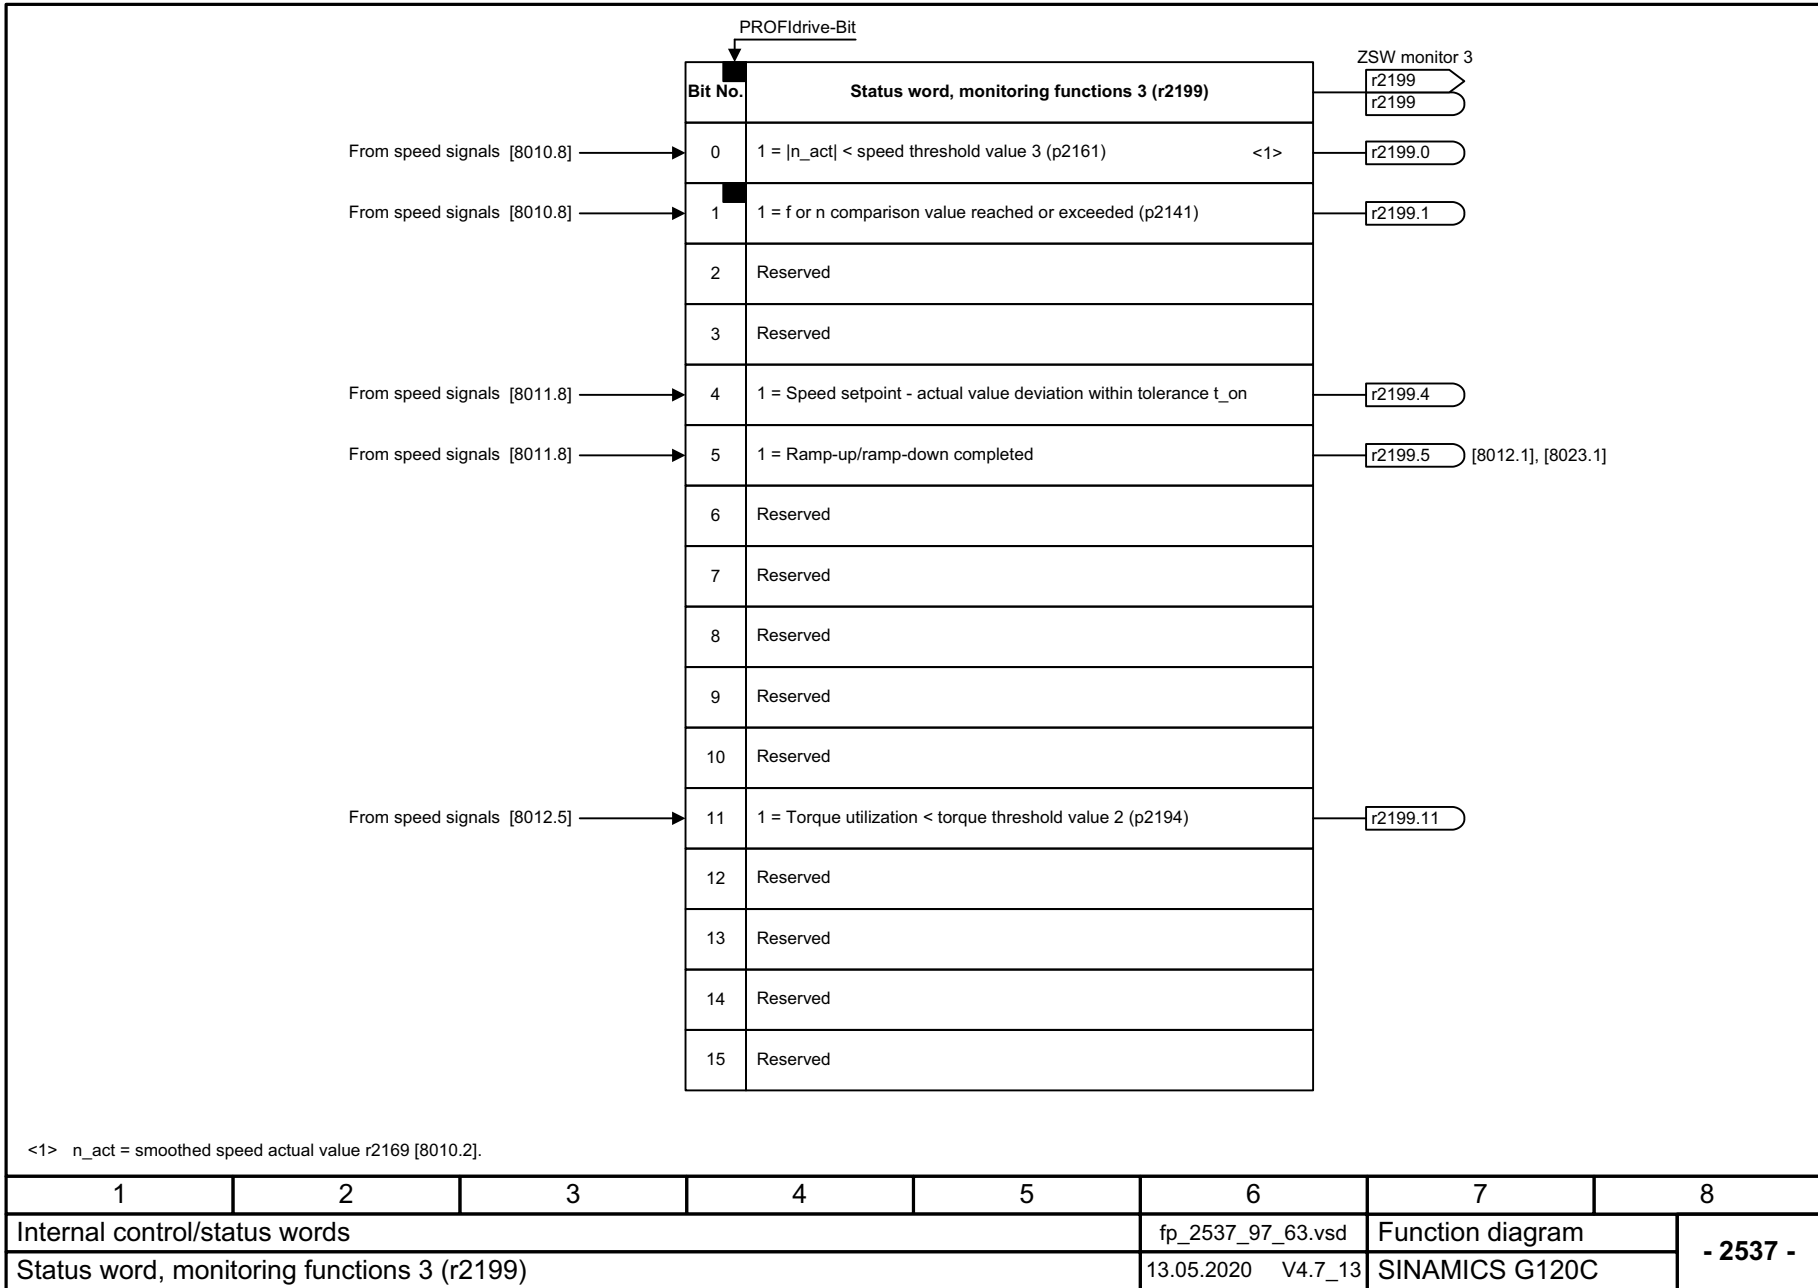 PROFIdrive-Bit
ZSW monitor 3
Bit No. Status word, monitoring functions 3 (r2199) r2199
r2199
From speed signals [8010.8] 0 1 = |n_act| < speed threshold value 3 (p2161) <1> r2199.0
From speed signals [8010.8] 1 1 = f or n comparison value reached or exceeded (p2141) r2199.1
2 Reserved
3 Reserved
From speed signals [8011.8] 4 1 = Speed setpoint - actual value deviation within tolerance t_on r2199.4
From speed signals [8011.8] 5 1 = Ramp-up/ramp-down completed r2199.5 [8012.1], [8023.1]
6 Reserved
7 Reserved
8 Reserved
9 Reserved
10 Reserved
From speed signals [8012.5] 11 1 = Torque utilization < torque threshold value 2 (p2194) r2199.11
12 Reserved
13 Reserved
14 Reserved
15 Reserved
<1> n_act = smoothed speed actual value r2169 [8010.2].
1 2 3 4 5 6 7 8
Internal control/status words fp_2537_97_63.vsd Function diagram - 2537 -
Status word, monitoring functions 3 (r2199) 13.05.2020 V4.7_13 SINAMICS G120C